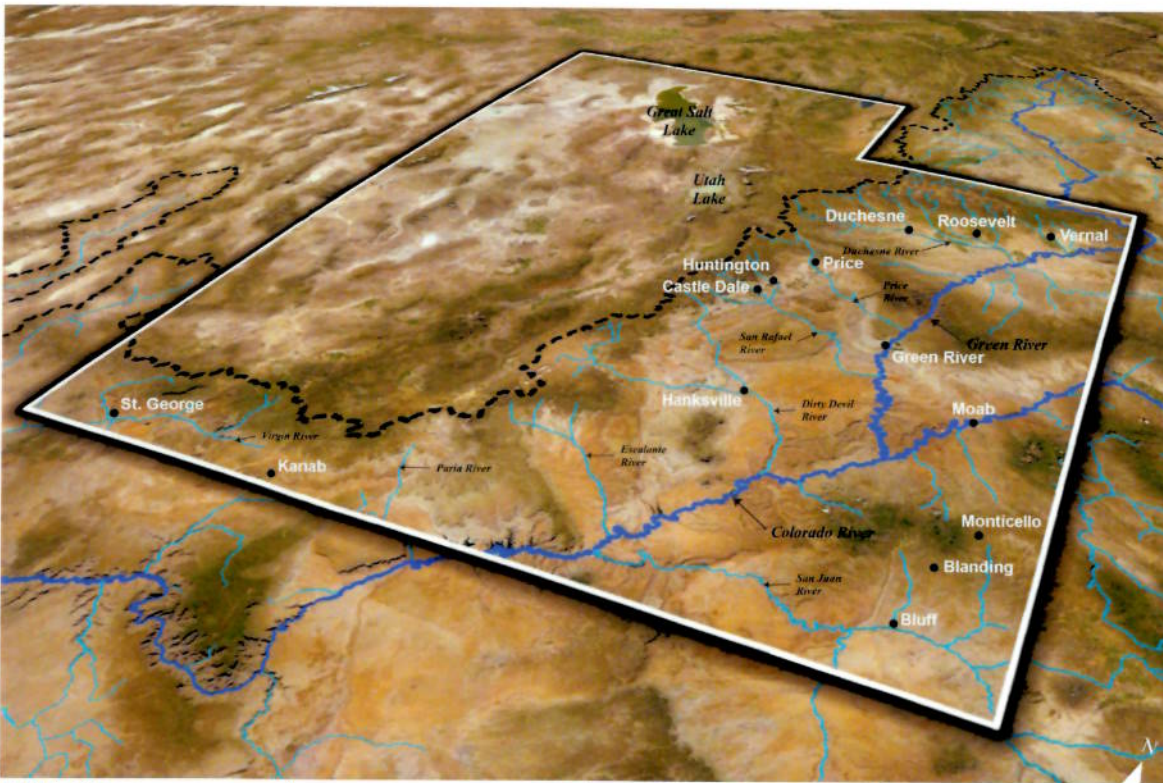 Great Salt
Lake
Utah
Lake
Duchesne
Roosevelt
Vernal
Duchesne River
Huntington
Price
Castle Dale
Price
River
San Rafael
River
Green River
Green River
Hanksville
Dirty Devil
River
Moab
St. George
Virgin River
Kanab
Paria River
Escalante
River
Colorado River
Monticello
Blanding
San Juan
River
Bluff
N